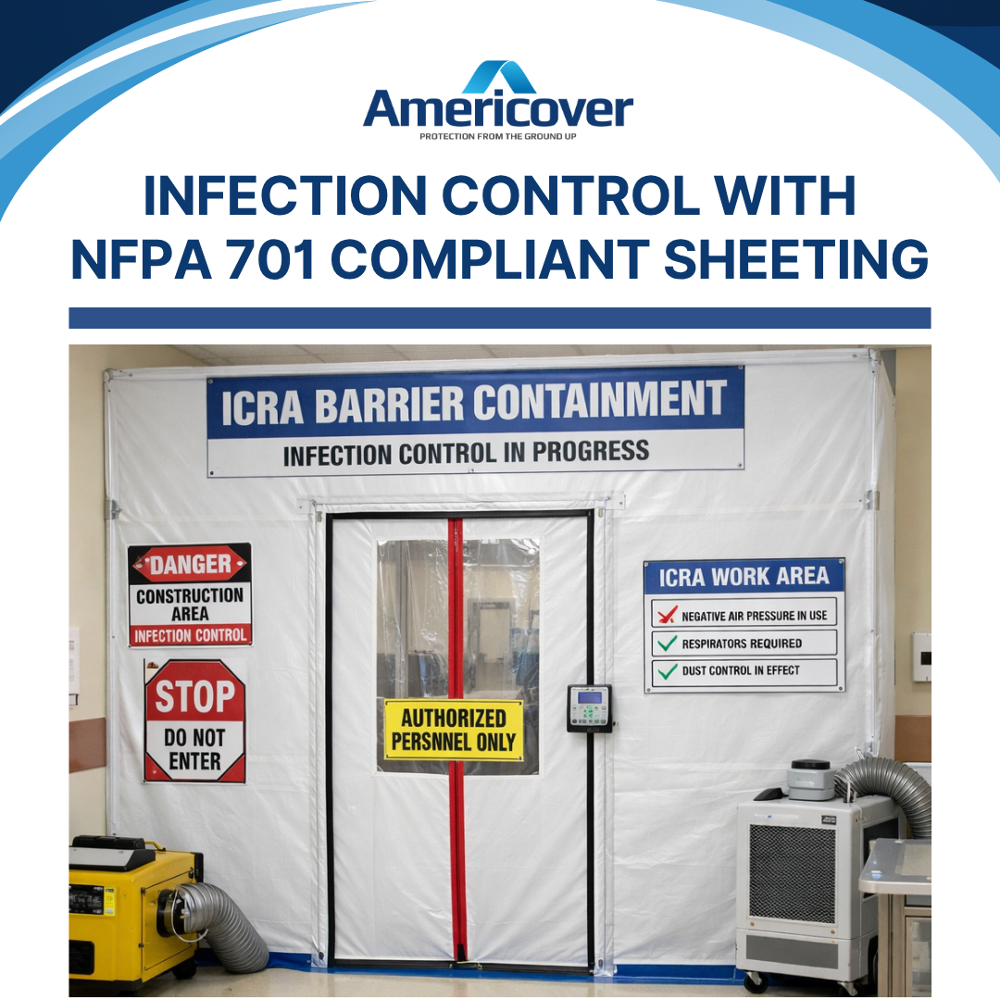 Americover
PROTECTION FROM THE GROUND UP
INFECTION CONTROL WITH
NFPA 701 COMPLIANT SHEETING
ICRA BARRIER CONTAINMENT
INFECTION CONTROL IN PROGRESS
DANGER
CONSTRUCTION
AREA
INFECTION CONTROL
STOP
DO NOT
ENTER
AUTHORIZED
PERSNNEL ONLY
ICRA WORK AREA
NEGATIVE AIR PRESSURE IN USE
RESPIRATORS REQUIRED
DUST CONTROL IN EFFECT